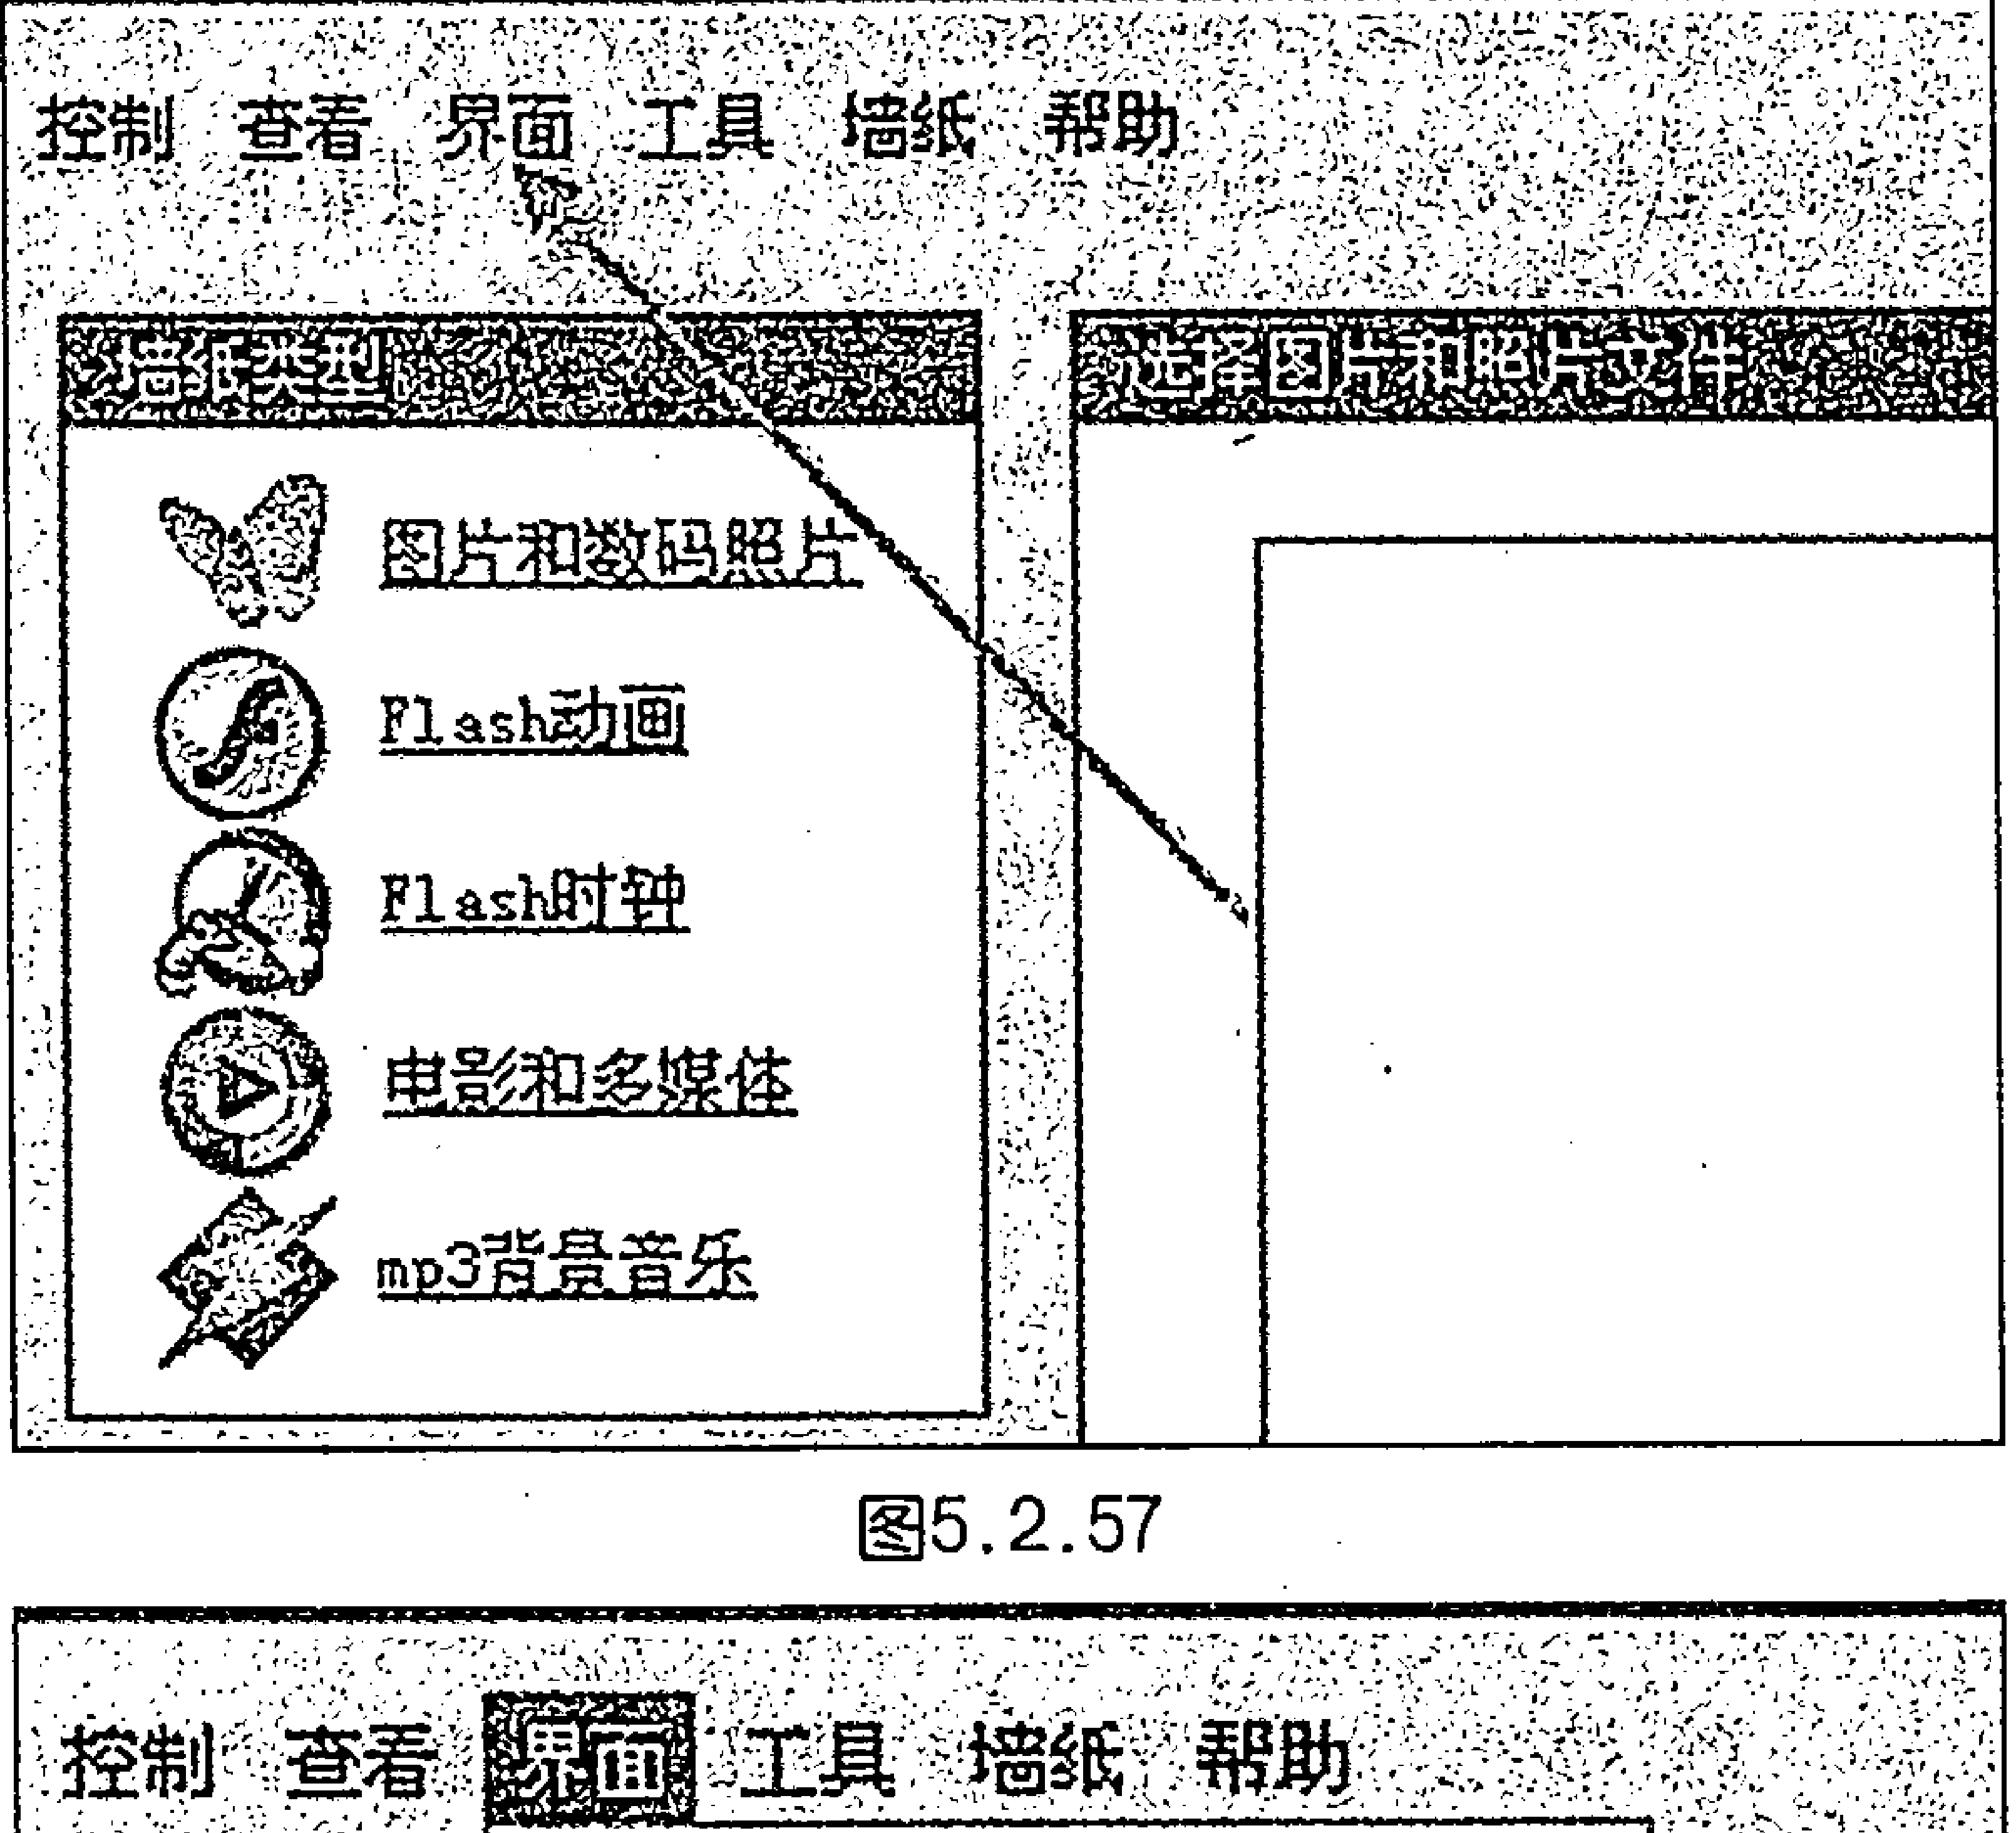 控制 查看 界面 工具 墙纸 帮助
墙纸类型
选择图片和照片文件
图片和数码照片
Flash动画
Flash时钟
电影和多媒体
mp3背景音乐
图5.2.57
控制 查看 界面 工具 墙纸 帮助